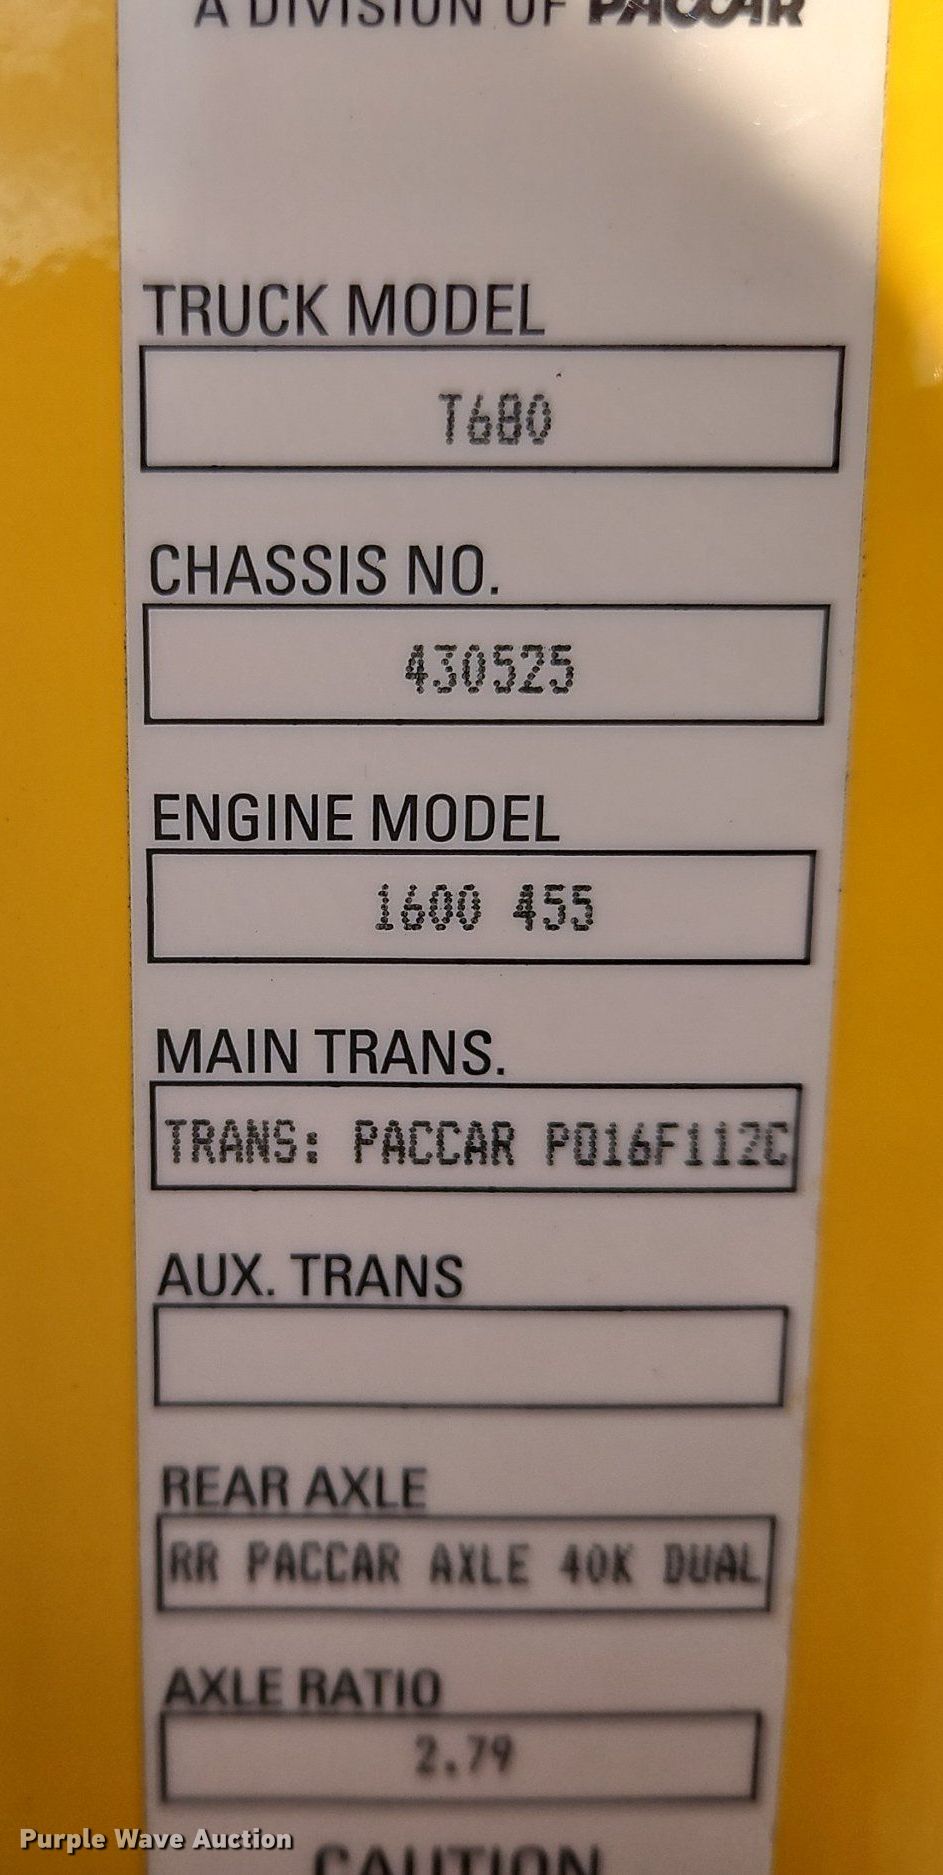 A DIVISION OF PACCAR
TRUCK MODEL
T680
CHASSIS NO.
430525
ENGINE MODEL
1600 455
MAIN TRANS.
TRANS: PACCAR PO16F112C
AUX. TRANS
REAR AXLE
RR PACCAR AXLE 40K DUAL
AXLE RATIO
2.79
CAUTION
Purple Wave Auction